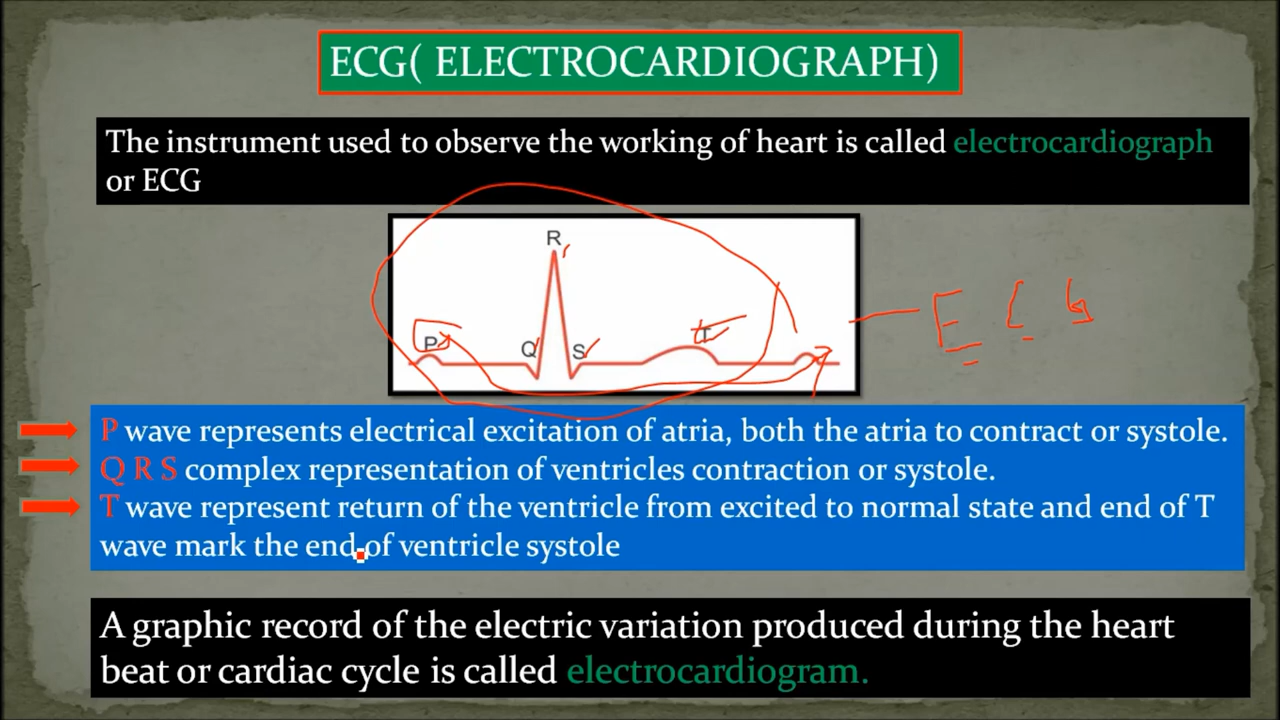 ECG( ELECTROCARDIOGRAPH)
The instrument used to observe the working of heart is called electrocardiograph
or ECG
R
P
Q
S
T
E C G
P wave represents electrical excitation of atria, both the atria to contract or systole.
Q R S complex representation of ventricles contraction or systole.
T wave represent return of the ventricle from excited to normal state and end of T
wave mark the end of ventricle systole
A graphic record of the electric variation produced during the heart
beat or cardiac cycle is called electrocardiogram.